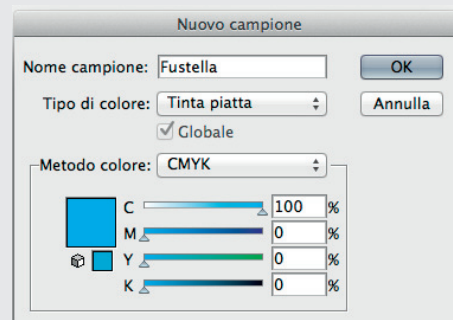 Nuovo campione
Nome campione: Fustella OK
Tipo di colore: Tinta piatta Annulla
Globale
Metodo colore: CMYK
C 100 %
M 0 %
Y 0 %
K 0 %